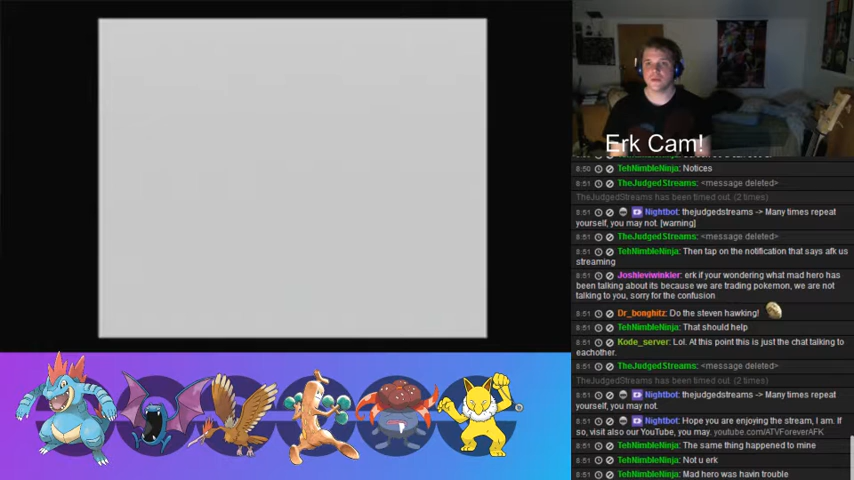 Erk Cam!
8:50 TehNimbleNinja: Notices
8:51 TheJudgedStreams: <message deleted>
TheJudgedStreams has been timed out. (2 times)
8:51 Nightbot: thejudgedstreams -> Many times repeat
yourself, you may not. [warning]
8:51 TheJudgedStreams: <message deleted>
8:51 TehNimbleNinja: Then tap on the notification that says afk us
streaming
8:51 Joshleviwinkler: erk if your wondering what mad hero has
been talking about its because we are trading pokemon, we are not
talking to you, sorry for the confusion
8:51 Dr_bonghitz: Do the steven hawking!
8:51 TehNimbleNinja: That should help
8:51 Kode_server: Lol. At this point this is just the chat talking to
eachother.
8:51 TheJudgedStreams: <message deleted>
TheJudgedStreams has been timed out. (2 times)
8:51 Nightbot: thejudgedstreams -> Many times repeat
yourself, you may not.
8:51 Nightbot: Hope you are enjoying the stream, I am. If
so, visit also our YouTube, you may. youtube.com/ATVForeverAFK
8:51 TehNimbleNinja: The same thing happened to mine
8:51 TehNimbleNinja: Not u erk
8:51 TehNimbleNinja: Mad hero was havin trouble